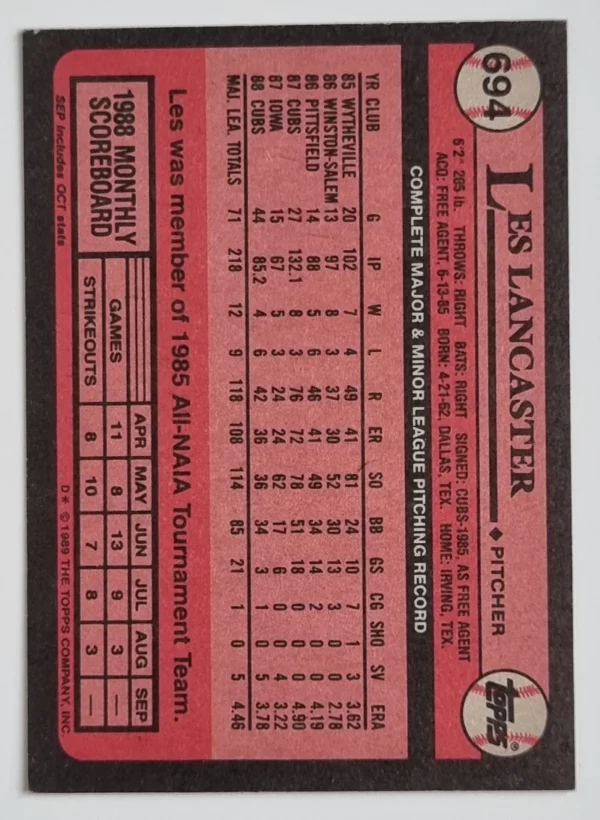 694
LES LANCASTER ♦ PITCHER
topps®
6'2" 205 lb. THROWS: RIGHT BATS: RIGHT SIGNED: CUBS-1985, AS FREE AGENT
ACQ: FREE AGENT, 6-13-85 BORN: 4-21-62, DALLAS, TEX. HOME: IRVING, TEX.
COMPLETE MAJOR & MINOR LEAGUE PITCHING RECORD
YR CLUB G IP W L R ER SO BB GS CG SHO SV ERA
85 WYTHEVILLE 20 102 7 4 49 41 81 24 10 7 1 3 3.62
86 WINSTON-SALEM 13 97 8 3 37 30 52 30 13 3 0 0 2.78
86 PITTSFIELD 14 88 5 6 46 41 49 34 14 2 0 0 4.19
87 CUBS 27 132.1 8 3 76 72 78 51 18 0 0 0 4.90
87 IOWA 15 67 5 3 24 24 62 17 6 0 0 4 3.22
88 CUBS 44 85.2 4 6 42 36 36 34 3 1 0 5 3.78
MAJ. LEA. TOTALS 71 218 12 9 118 108 114 85 21 1 0 5 4.46
Les was member of 1985 All-NAIA Tournament Team.
1988 MONTHLY
SCOREBOARD
SEP includes OCT stats
APR MAY JUN JUL AUG SEP
GAMES 11 8 13 9 3 —
STRIKEOUTS 8 10 7 8 3 —
D* © 1989 THE TOPPS COMPANY, INC.